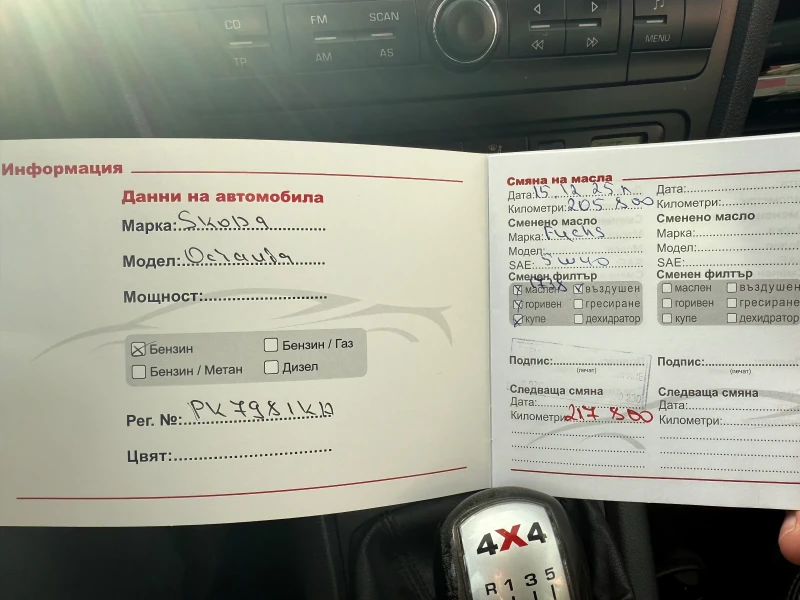 CD
FM
SCAN
MENU
TP
AM
AS
Информация
Данни на автомобила
Марка: Skoda
Модел: Octavia
Мощност:
Бензин
Бензин / Газ
Бензин / Метан
Дизел
Рег. №: PK7981KA
Цвят:
Смяна на масла
Дата: 15.12.25г
Километри: 205 800
Сменено масло
Марка: Fuchs
Модел:
SAE: 5w40
Сменен филтър
маслен
въздушен
горивен
гресиране
купе
дехидратор
Подпис:
(печат)
Следваща смяна
Дата:
Километри: 217 800
Дата:
Километри:
Сменено масло
Марка:
Модел:
SAE:
Сменен филтър
маслен
въздушен
горивен
гресиране
купе
дехидратор
Подпис:
(печат)
Следваща смяна
Дата:
Километри:
4X4
R 1 3 5